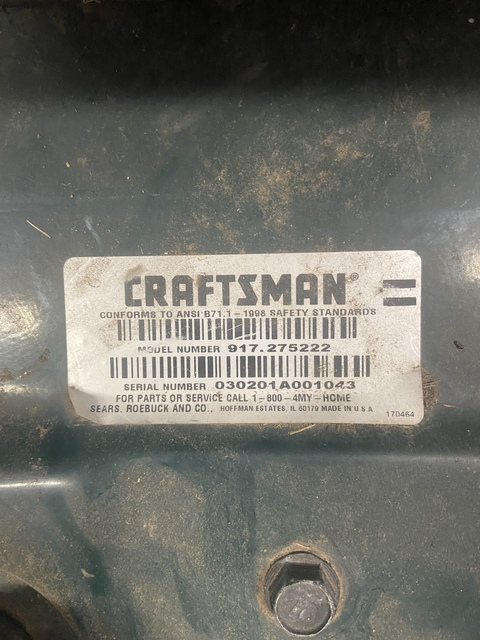 CRAFTSMAN®
CONFORMS TO ANSI B71.1-1998 SAFETY STANDARDS
MODEL NUMBER 917.275222
SERIAL NUMBER 030201A001043
FOR PARTS OR SERVICE CALL 1-800-4MY-HOME
SEARS, ROEBUCK AND CO., HOFFMAN ESTATES, IL 60179 MADE IN U S A
170464